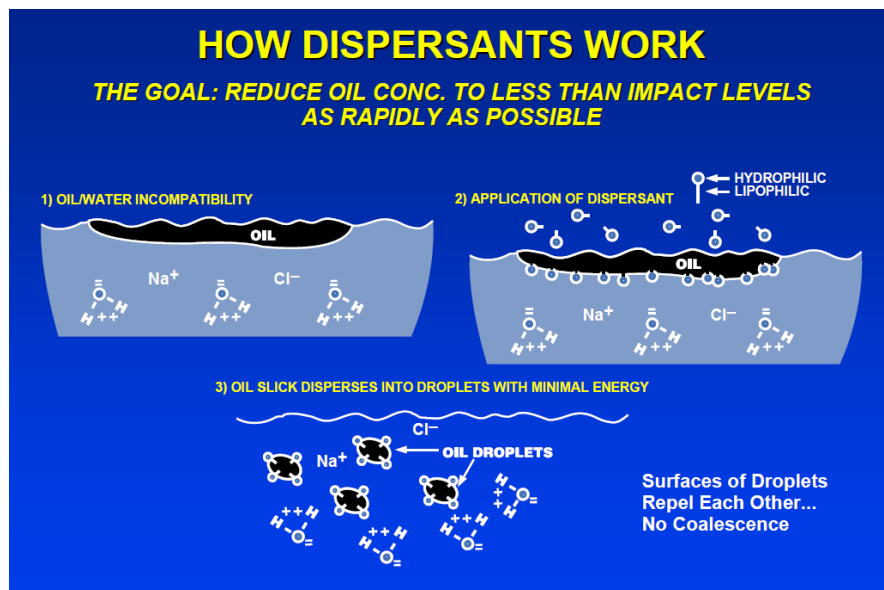 HOW DISPERSANTS WORK
THE GOAL: REDUCE OIL CONC. TO LESS THAN IMPACT LEVELS
AS RAPIDLY AS POSSIBLE
1) OIL/WATER INCOMPATIBILITY
OIL
Na+
Cl–
=
H ++ H
=
H ++ H
=
H ++ H
2) APPLICATION OF DISPERSANT
HYDROPHILIC
LIPOPHILIC
OIL
Na+
Cl–
=
H ++ H
=
H ++ H
=
H ++ H
3) OIL SLICK DISPERSES INTO DROPLETS WITH MINIMAL ENERGY
Cl–
Na+
OIL DROPLETS
H ++ H =
H ++ H =
H ++ H =
H ++ H =
Surfaces of Droplets
Repel Each Other...
No Coalescence